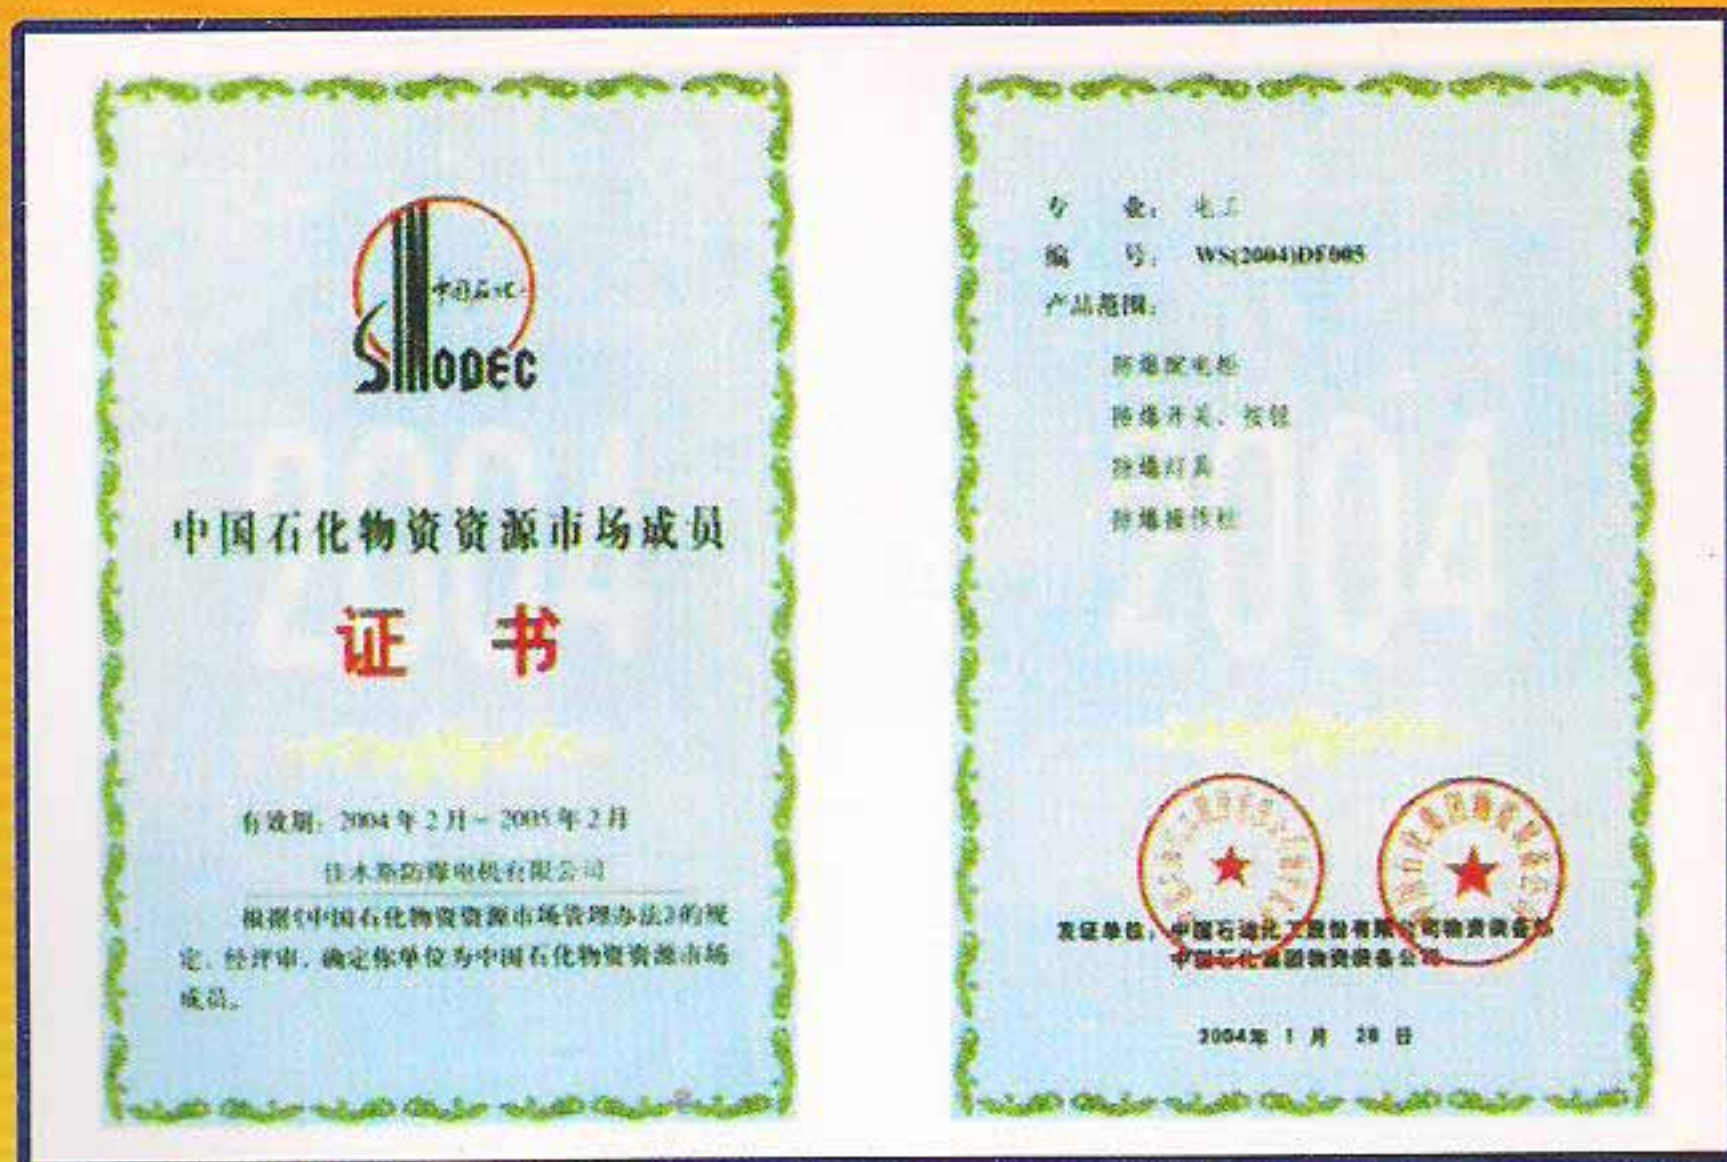 中国石化
SINOPEC
2004
中国石化物资资源市场成员
证 书
有效期：2004年2月－2005年2月
佳木斯防爆电机有限公司
根据《中国石化物资资源市场管理办法》的规
定，经评审，确定你单位为中国石化物资资源市场
成员。
专 业：电工
编 号：WS(2004)DF005
产品范围：
防爆配电柜
防爆开关、按钮
防爆灯具
防爆操作柱
2004
发证单位：中国石油化工股份有限公司物资装备部
中国石化集团物资装备公司
2004年 1 月 28 日